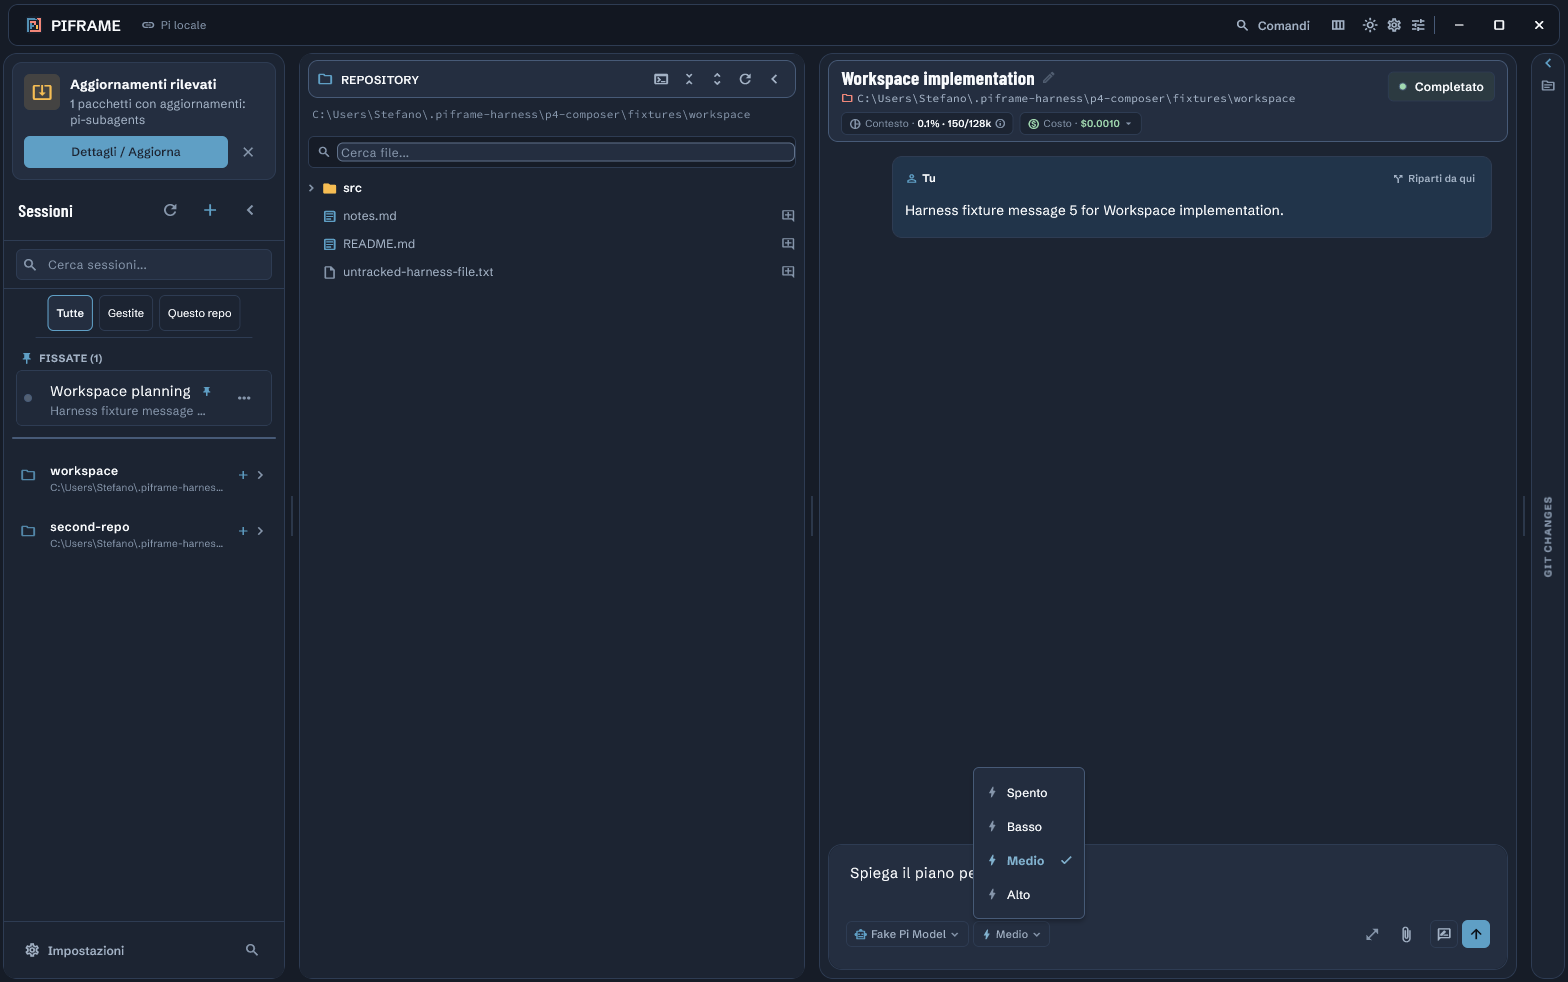 PIFRAME
Pi locale
Comandi
Aggiornamenti rilevati
1 pacchetti con aggiornamenti:
pi-subagents
Dettagli / Aggiorna
Sessioni
Cerca sessioni...
Tutte
Gestite
Questo repo
FISSATE (1)
Workspace planning
Harness fixture message ...
workspace
C:\Users\Stefano\.piframe-harnes...
second-repo
C:\Users\Stefano\.piframe-harnes...
Impostazioni
REPOSITORY
C:\Users\Stefano\.piframe-harness\p4-composer\fixtures\workspace
Cerca file...
src
notes.md
README.md
untracked-harness-file.txt
Workspace implementation
C:\Users\Stefano\.piframe-harness\p4-composer\fixtures\workspace
Contesto · 0.1% · 150/128k
Costo · $0.0010
Completato
Tu
Riparti da qui
Harness fixture message 5 for Workspace implementation.
Spento
Basso
Medio
Alto
Spiega il piano
Fake Pi Model
Medio
GIT CHANGES